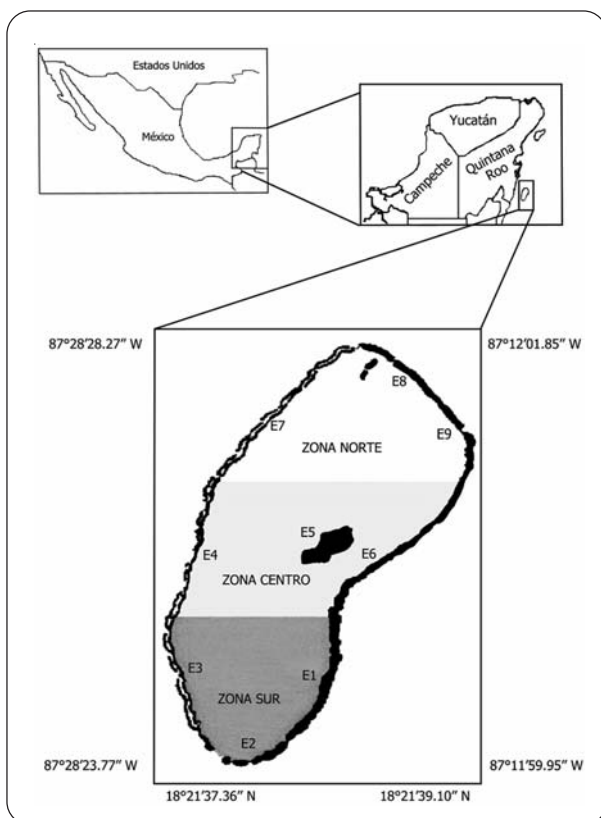 Estados Unidos
México
Yucatán
Campeche
Quintana
Roo
87°28’28.27” W
87°12’01.85” W
E8
E7
E9
ZONA NORTE
E5
E4
E6
ZONA CENTRO
E3
E1
ZONA SUR
E2
87°28’23.77” W
87°11’59.95” W
18°21’37.36” N
18°21’39.10” N